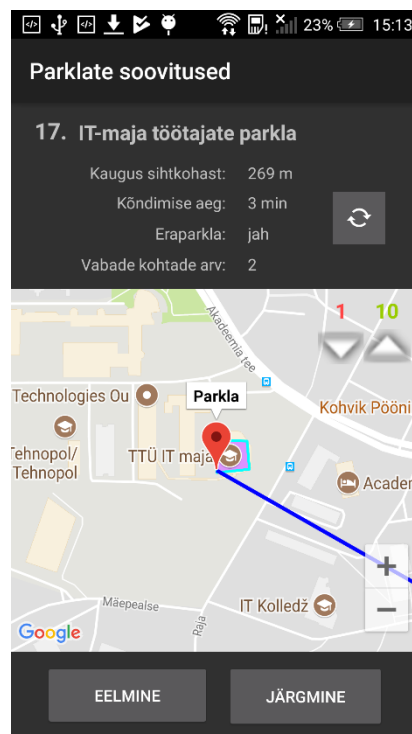 23% 15:13
Parklate soovitused
17. IT-maja töötajate parkla
Kaugus sihtkohast: 269 m
Kõndimise aeg: 3 min
Eraparkla: jah
Vabade kohtade arv: 2
1 10
Akadeemia tee
Technologies Ou
Parkla
Kohvik Pööni
Tehnopol/
Tehnopol
TTÜ IT maja
Acader
+
Mäepealse
Raja
IT Kolledž
−
Google
EELMINE JÄRGMINE